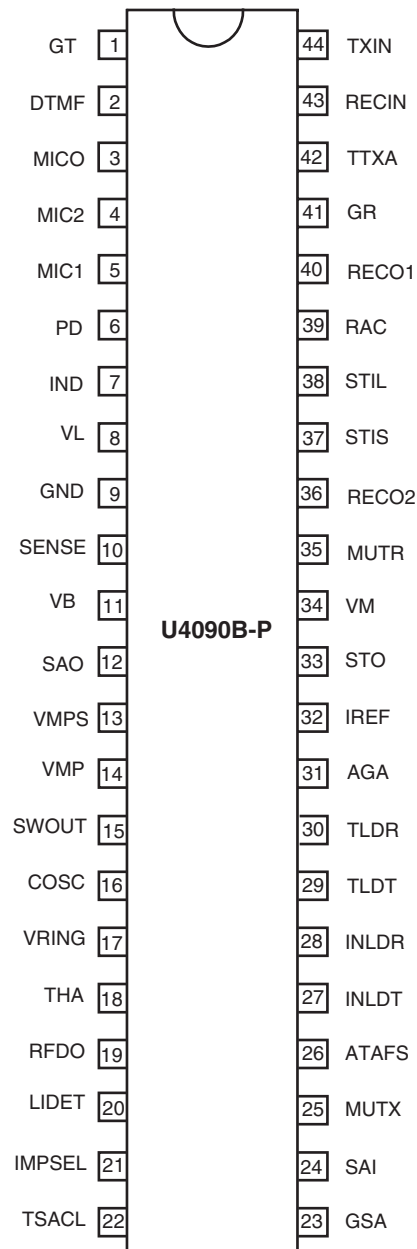 GT 1 44 TXIN
DTMF 2 43 RECIN
MICO 3 42 TTXA
MIC2 4 41 GR
MIC1 5 40 RECO1
PD 6 39 RAC
IND 7 38 STIL
VL 8 37 STIS
GND 9 36 RECO2
SENSE 10 35 MUTR
VB 11 34 VM
U4090B-P
SAO 12 33 STO
VMPS 13 32 IREF
VMP 14 31 AGA
SWOUT 15 30 TLDR
COSC 16 29 TLDT
VRING 17 28 INLDR
THA 18 27 INLDT
RFDO 19 26 ATAFS
LIDET 20 25 MUTX
IMPSEL 21 24 SAI
TSACL 22 23 GSA